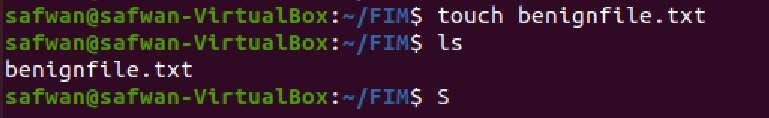 safwan@safwan-VirtualBox:~/FIM$ touch benignfile.txt
safwan@safwan-VirtualBox:~/FIM$ ls
benignfile.txt
safwan@safwan-VirtualBox:~/FIM$ S